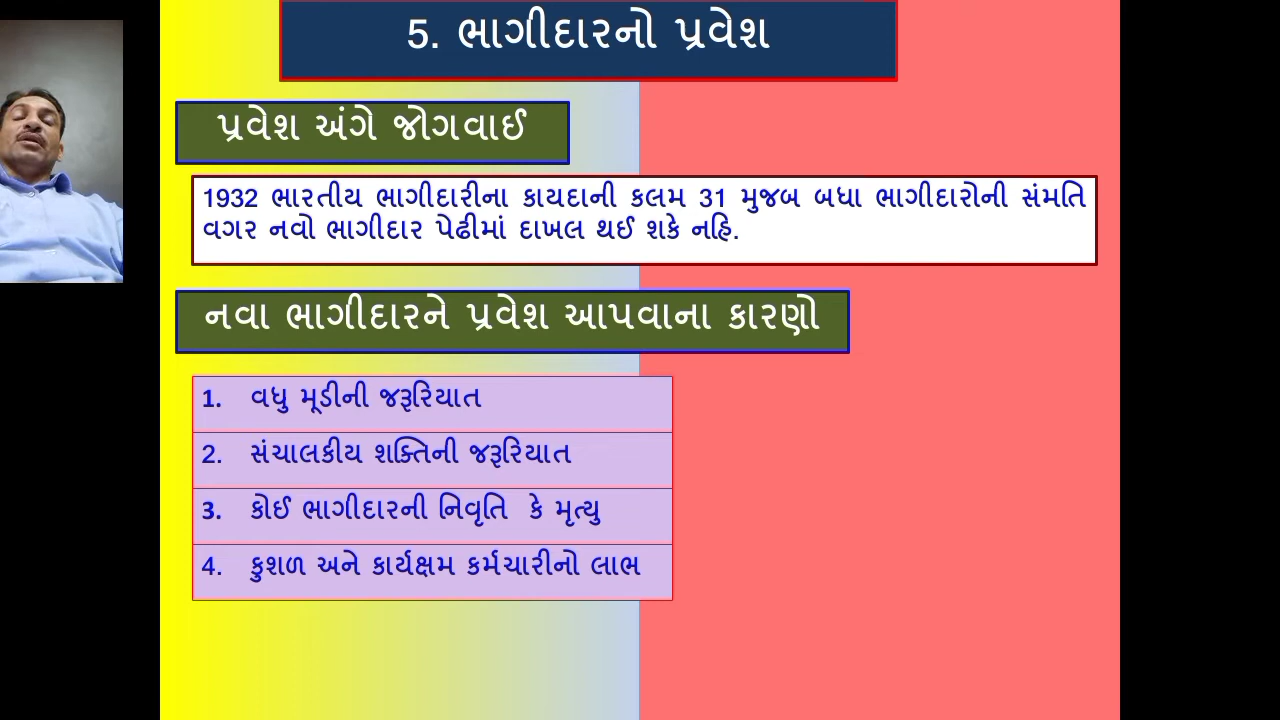 5. ભાગીદારનો પ્રવેશ
પ્રવેશ અંગે જોગવાઈ
1932 ભારતીય ભાગીદારીના કાયદાની કલમ 31 મુજબ બધા ભાગીદારોની સંમતિ
વગર નવો ભાગીદાર પેઢીમાં દાખલ થઈ શકે નહિ.
નવા ભાગીદારને પ્રવેશ આપવાના કારણો
1. વધુ મૂડીની જરૂરિયાત
2. સંચાલકીય શક્તિની જરૂરિયાત
3. કોઈ ભાગીદારની નિવૃતિ કે મૃત્યુ
4. કુશળ અને કાર્યક્ષમ કર્મચારીનો લાભ